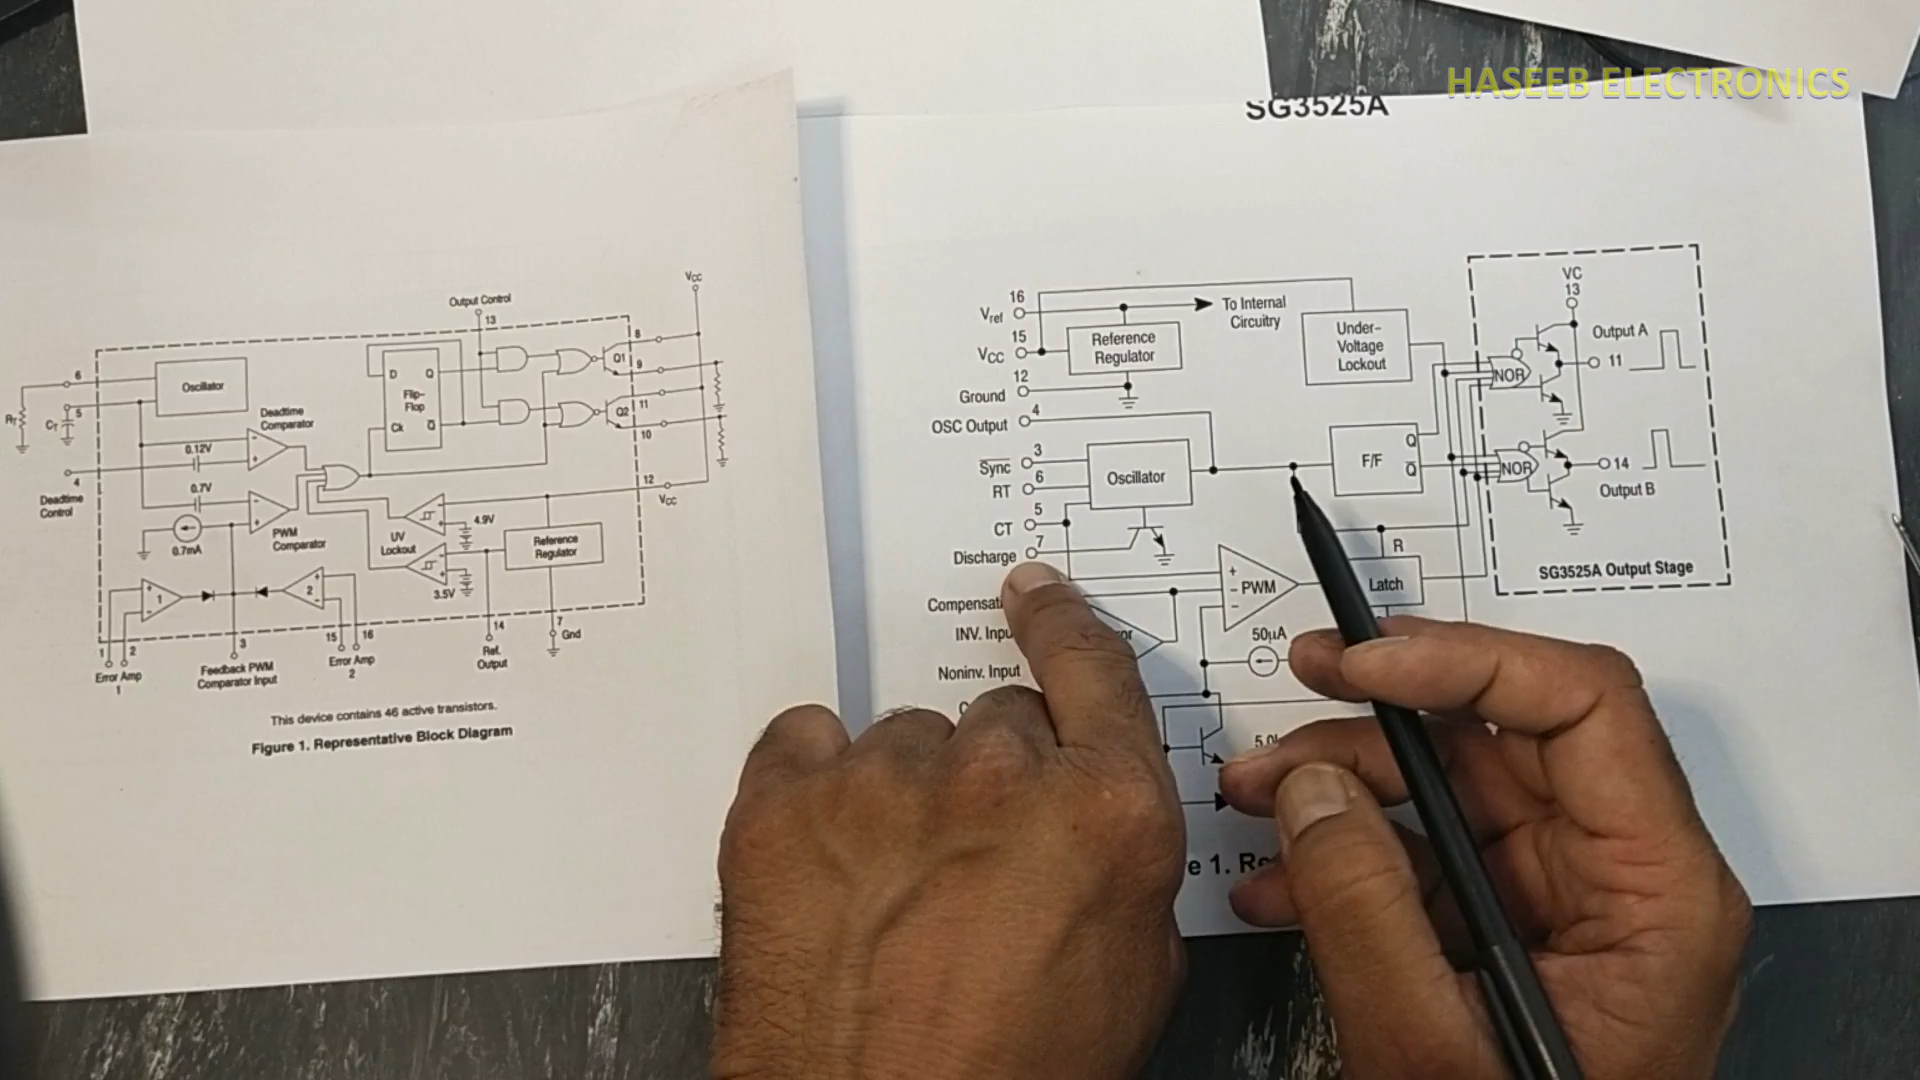 HASEEB ELECTRONICS
SG3525A
VCC
Output Control
13
8
6
Oscillator
D
Q
Flip-
Flop
Ck
Q
Q1
9
RT
CT
5
Deadtime
Comparator
0.12V
Q2
11
10
4
Deadtime
Control
0.7V
12
VCC
0.7mA
PWM
Comparator
UV
Lockout
4.9V
3.5V
Reference
Regulator
1
2
1
2
3
15
16
14
7
Gnd
Error Amp
1
Feedback PWM
Comparator Input
Error Amp
2
Ref.
Output
This device contains 46 active transistors.
Figure 1. Representative Block Diagram
16
Vref
To Internal
Circuitry
15
VCC
Reference
Regulator
Under-
Voltage
Lockout
12
Ground
4
OSC Output
3
Sync
6
RT
Oscillator
5
CT
7
Discharge
F/F
Q
Q
VC
13
Output A
NOR
11
NOR
14
Output B
SG3525A Output Stage
+
PWM
-
-
R
Latch
50µA
Noninv. Input